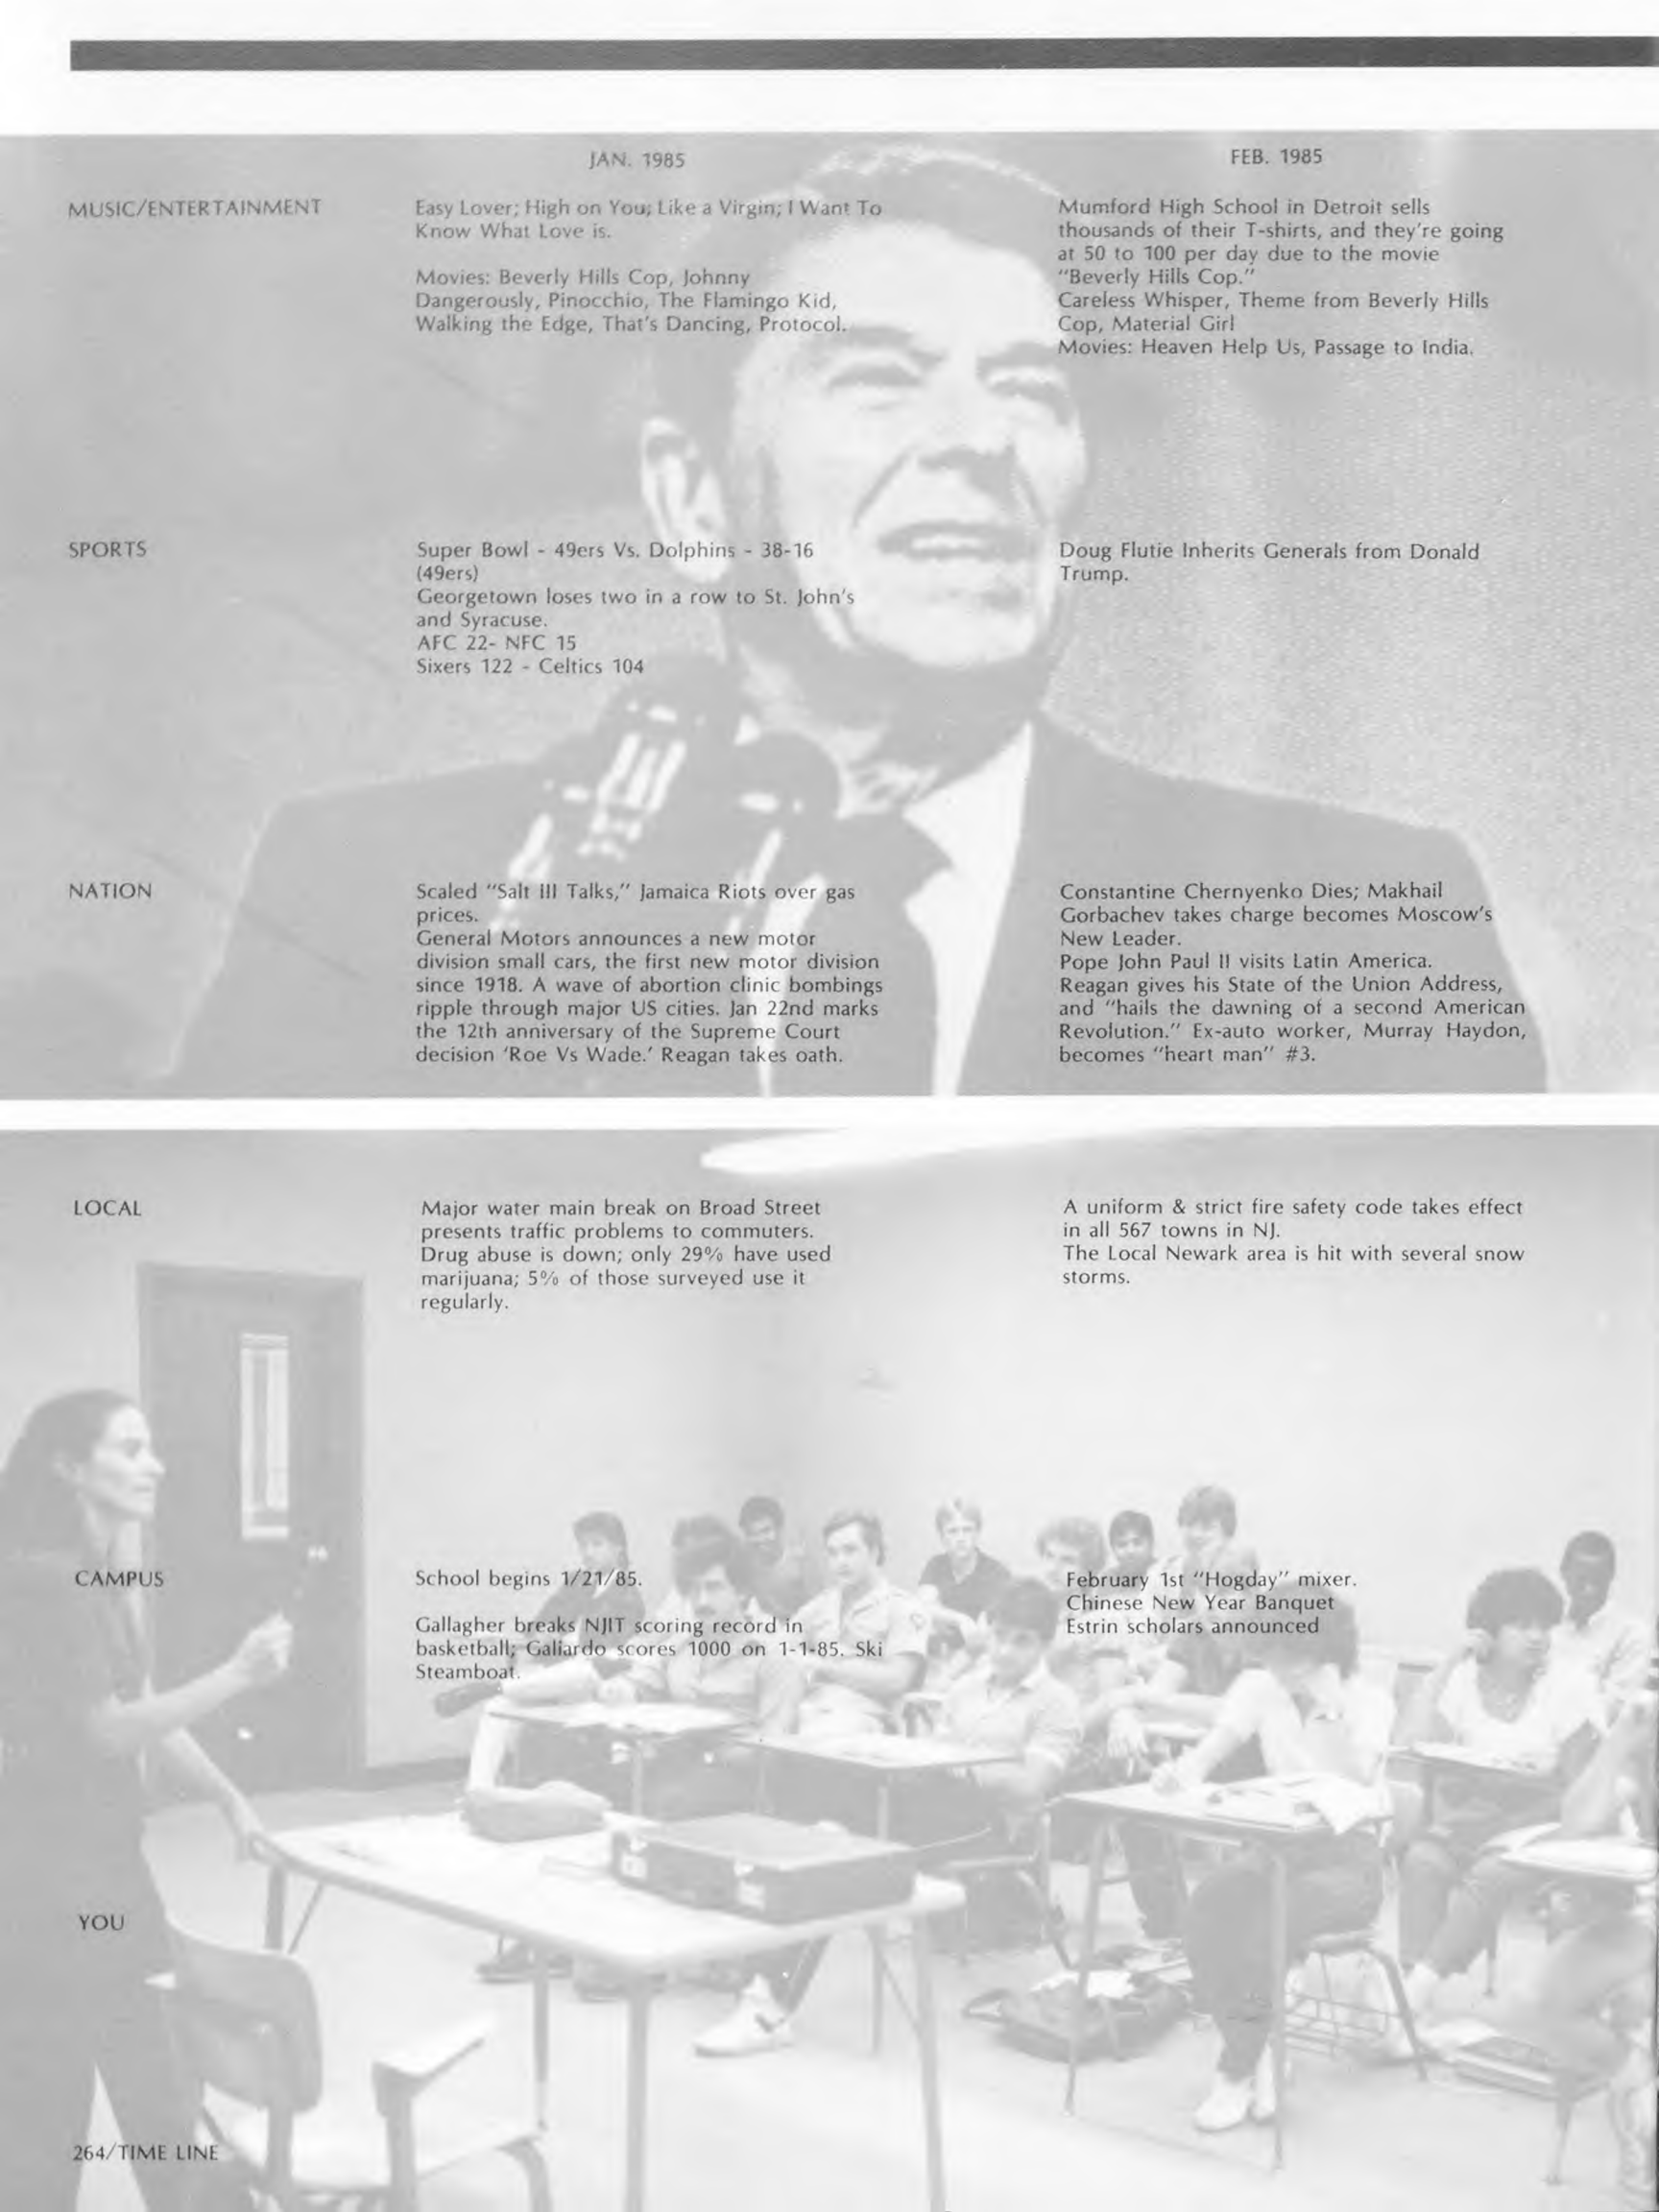 JAN. 1985
FEB. 1985
MUSIC/ENTERTAINMENT
Easy Lover; High on You; Like a Virgin; I Want To
Know What Love is.
Movies: Beverly Hills Cop, Johnny
Dangerously, Pinocchio, The Flamingo Kid,
Walking the Edge, That's Dancing, Protocol.
Mumford High School in Detroit sells
thousands of their T-shirts, and they're going
at 50 to 100 per day due to the movie
"Beverly Hills Cop."
Careless Whisper, Theme from Beverly Hills
Cop, Material Girl
Movies: Heaven Help Us, Passage to India.
SPORTS
Super Bowl - 49ers Vs. Dolphins - 38-16
(49ers)
Georgetown loses two in a row to St. John's
and Syracuse.
AFC 22- NFC 15
Sixers 122 - Celtics 104
Doug Flutie Inherits Generals from Donald
Trump.
NATION
Scaled "Salt III Talks," Jamaica Riots over gas
prices.
General Motors announces a new motor
division small cars, the first new motor division
since 1918. A wave of abortion clinic bombings
ripple through major US cities. Jan 22nd marks
the 12th anniversary of the Supreme Court
decision 'Roe Vs Wade.' Reagan takes oath.
Constantine Chernyenko Dies; Makhail
Gorbachev takes charge becomes Moscow's
New Leader.
Pope John Paul II visits Latin America.
Reagan gives his State of the Union Address,
and "hails the dawning of a second American
Revolution." Ex-auto worker, Murray Haydon,
becomes "heart man" #3.
LOCAL
Major water main break on Broad Street
presents traffic problems to commuters.
Drug abuse is down; only 29% have used
marijuana; 5% of those surveyed use it
regularly.
A uniform & strict fire safety code takes effect
in all 567 towns in NJ.
The Local Newark area is hit with several snow
storms.
CAMPUS
School begins 1/21/85.
Gallagher breaks NJIT scoring record in
basketball; Galiardo scores 1000 on 1-1-85. Ski
Steamboat.
February 1st "Hogday" mixer.
Chinese New Year Banquet
Estrin scholars announced
YOU
264/TIME LINE